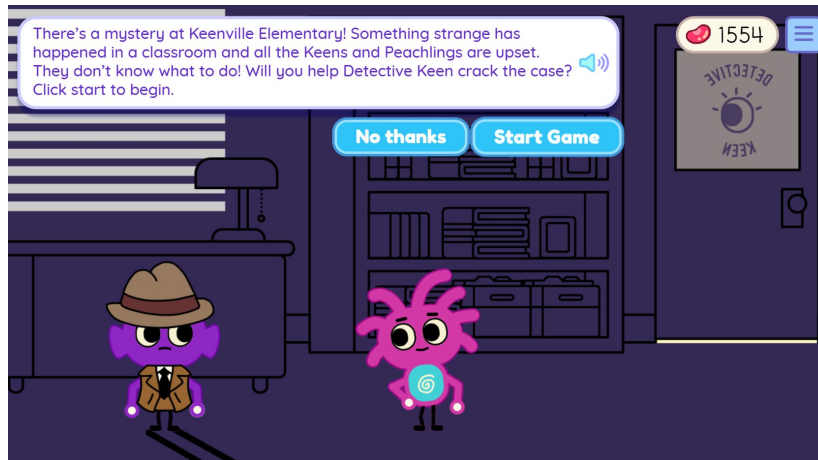 There's a mystery at Keenville Elementary! Something strange has
happened in a classroom and all the Keens and Peachlings are upset.
They don't know what to do! Will you help Detective Keen crack the case?
Click start to begin.
No thanks
Start Game
1554
DETECTIVE
KEEN